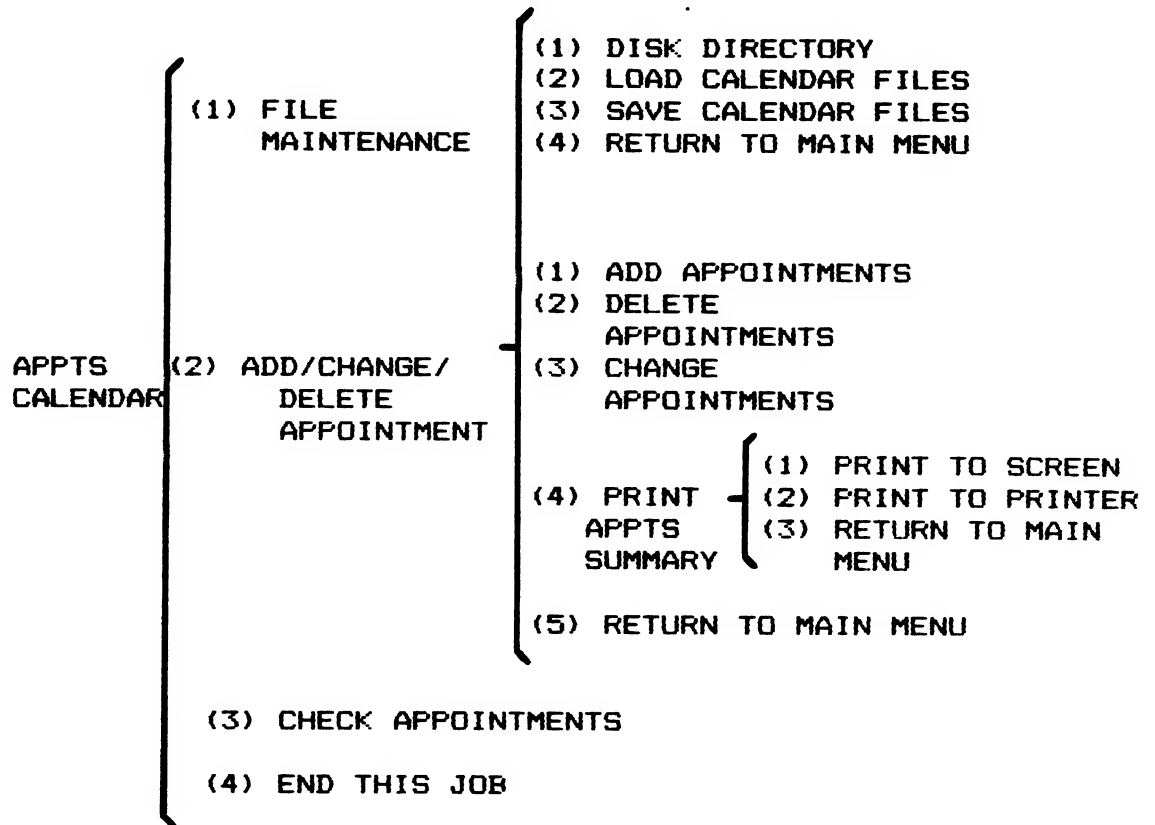 (1) DISK DIRECTORY
(2) LOAD CALENDAR FILES
(1) FILE
MAINTENANCE
(3) SAVE CALENDAR FILES
(4) RETURN TO MAIN MENU
(1) ADD APPOINTMENTS
(2) DELETE
APPOINTMENTS
APPTS
CALENDAR
(2) ADD/CHANGE/
DELETE
APPOINTMENT
(3) CHANGE
APPOINTMENTS
(4) PRINT
APPTS
SUMMARY
(1) PRINT TO SCREEN
(2) PRINT TO PRINTER
(3) RETURN TO MAIN
MENU
(5) RETURN TO MAIN MENU
(3) CHECK APPOINTMENTS
(4) END THIS JOB